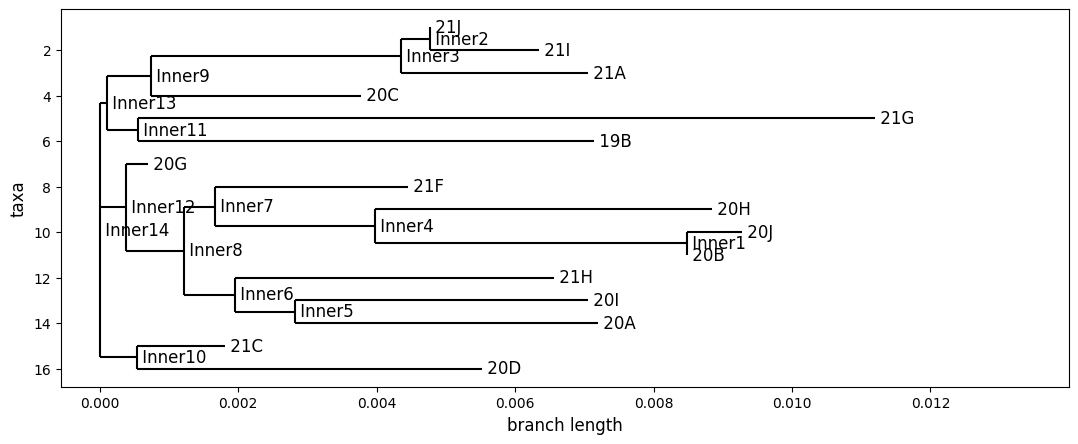 21J
Inner2
2
21I
Inner3
21A
Inner9
4
20C
Inner13
21G
Inner11
6
19B
20G
8
21F
Inner12
Inner7
20H
taxa
Inner4
Inner14
10
20J
Inner1
Inner8
20B
12
21H
Inner6
20I
Inner5
14
20A
21C
Inner10
16
20D
0.000 0.002 0.004 0.006 0.008 0.010 0.012
branch length